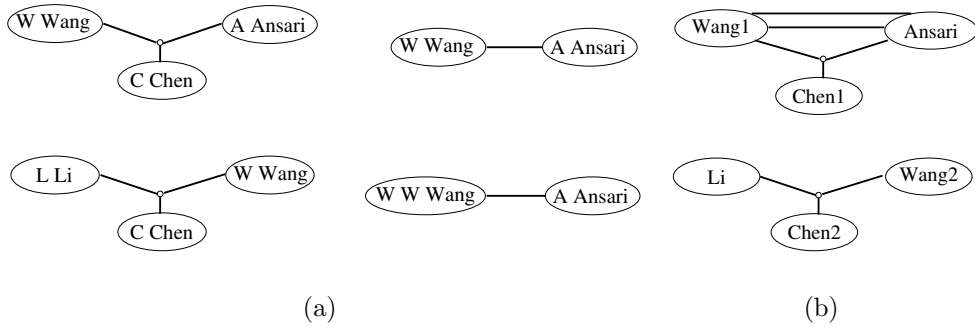 W Wang
A Ansari
C Chen
W Wang
A Ansari
Wang1
Ansari
Chen1
L Li
W Wang
C Chen
W W Wang
A Ansari
Li
Wang2
Chen2
(a)
(b)